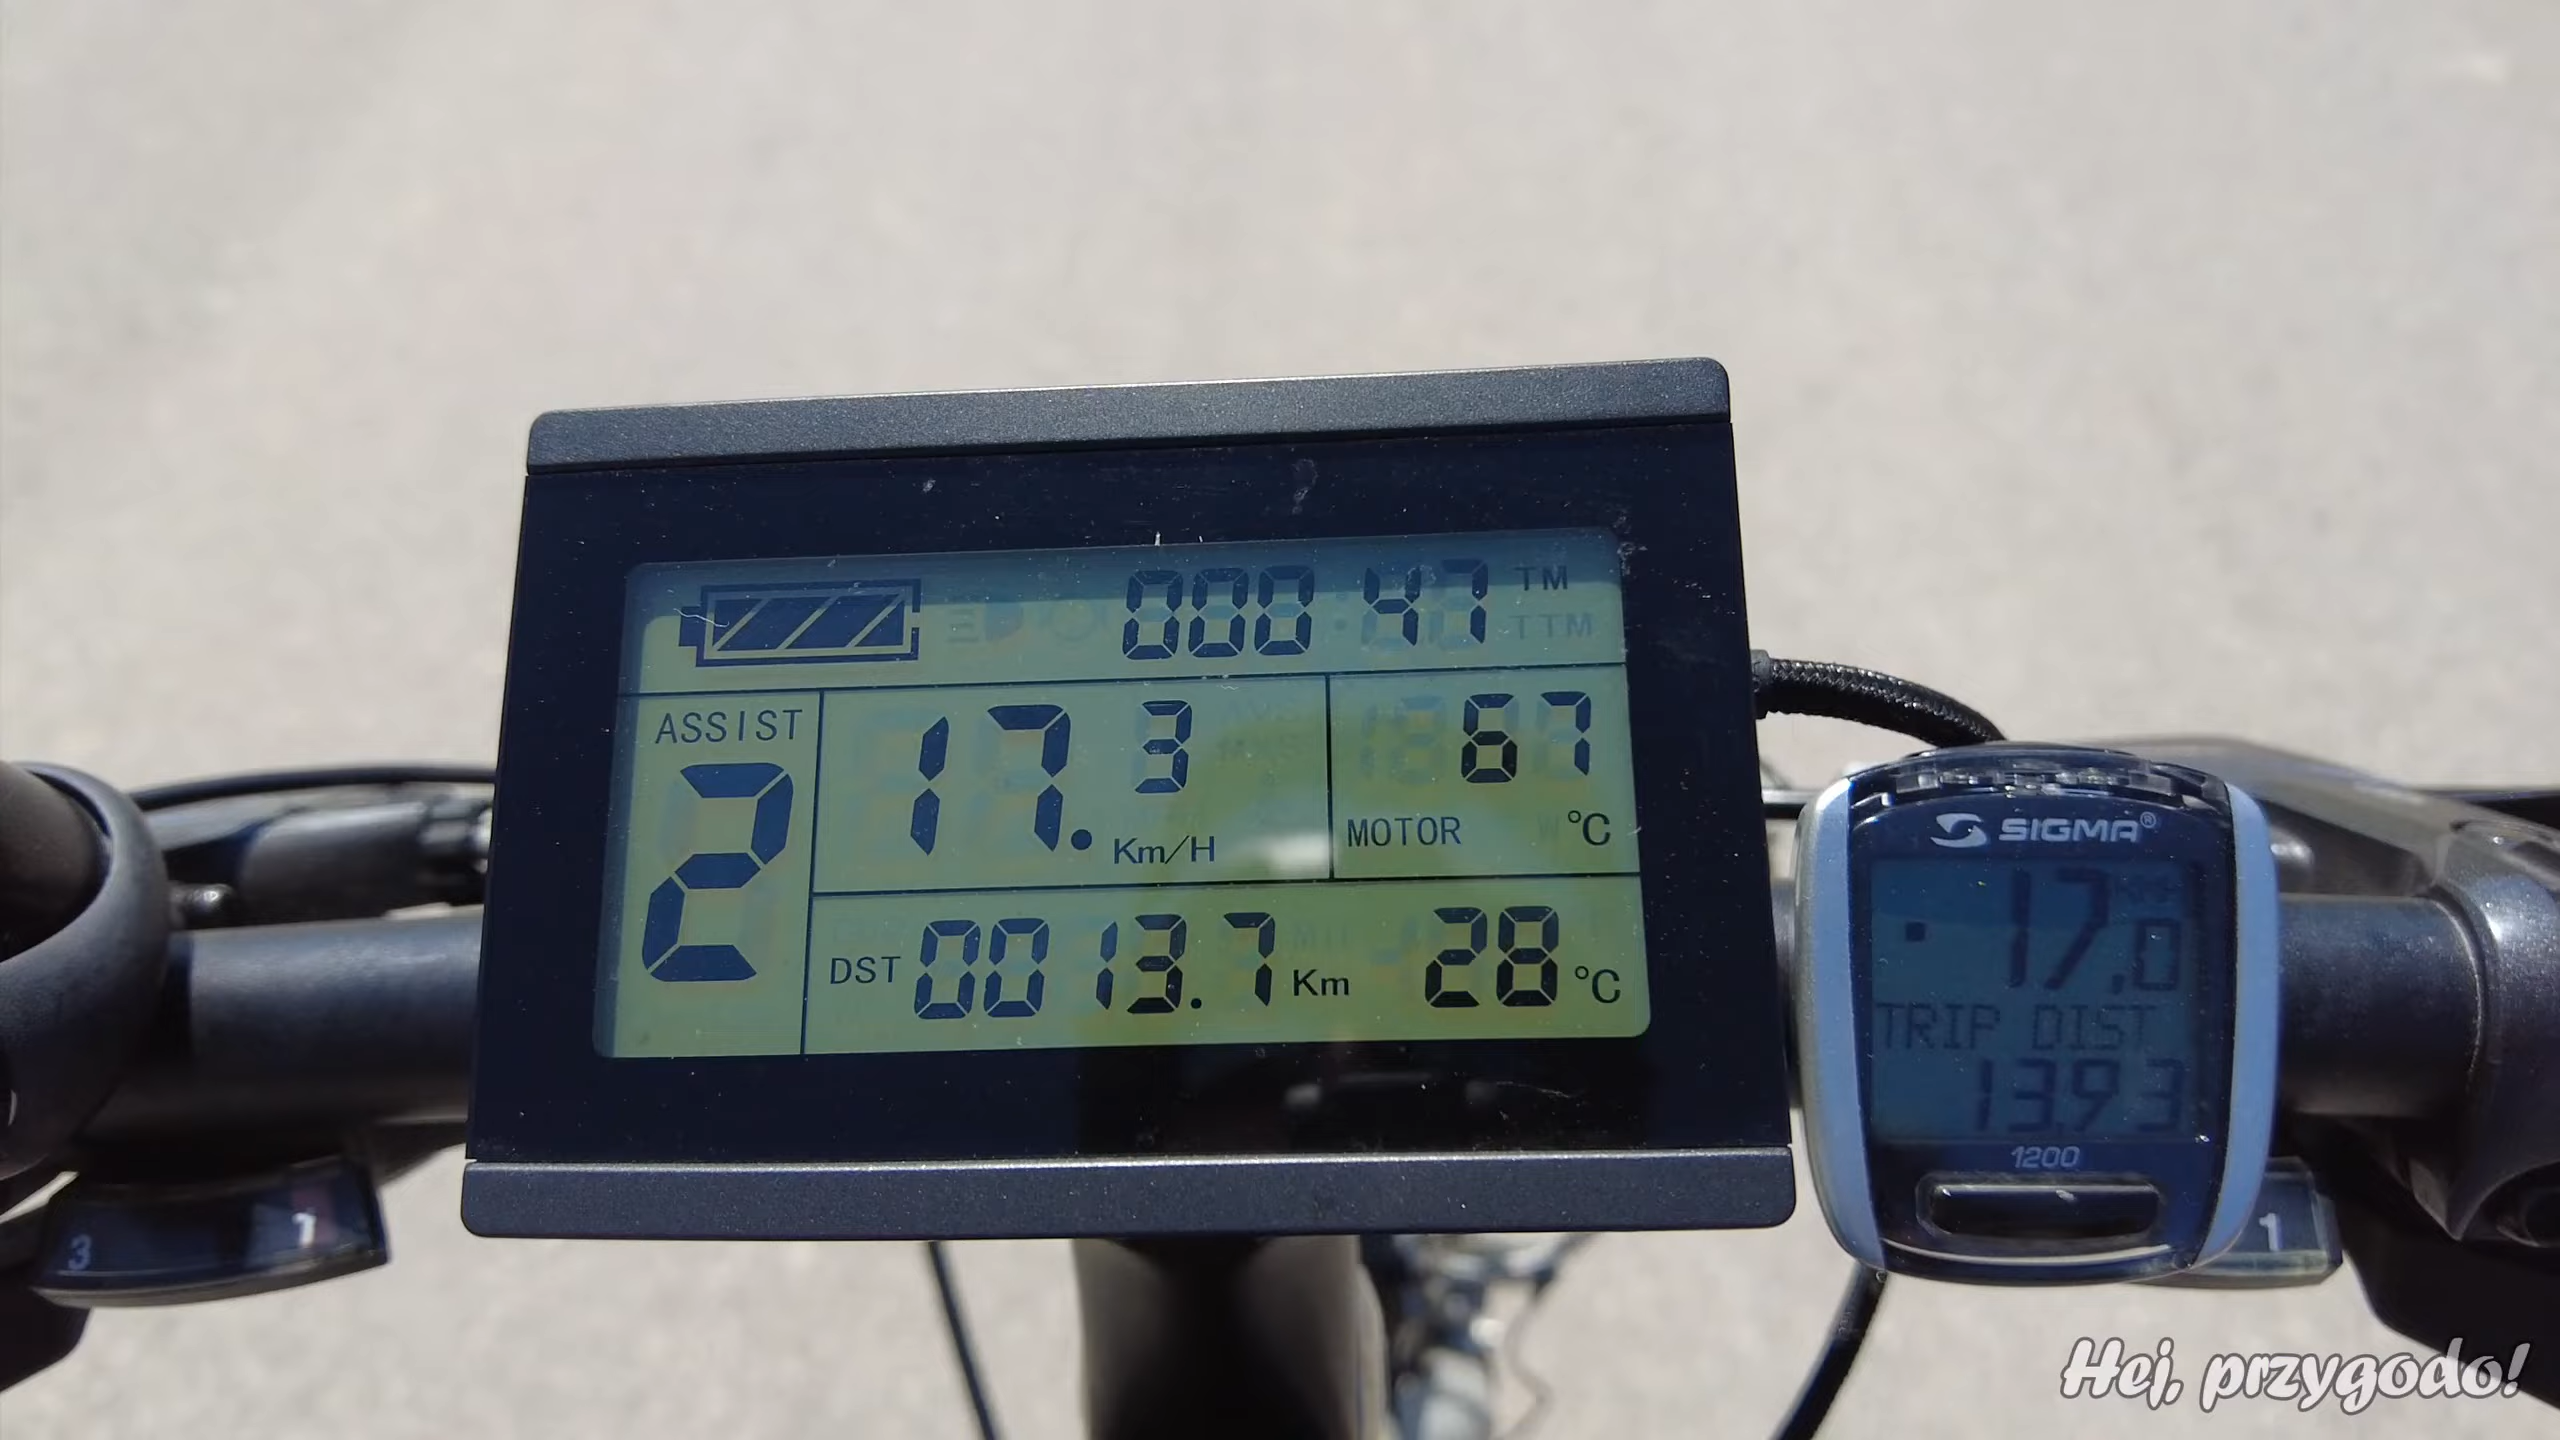 000:47 TM
ASSIST
2
17.3 Km/H
67
MOTOR °C
DST 0013.7 Km 28 °C
SIGMA®
17,0
TRIP DIST
13.93
1200
3 1
1
Hej, przygodo!